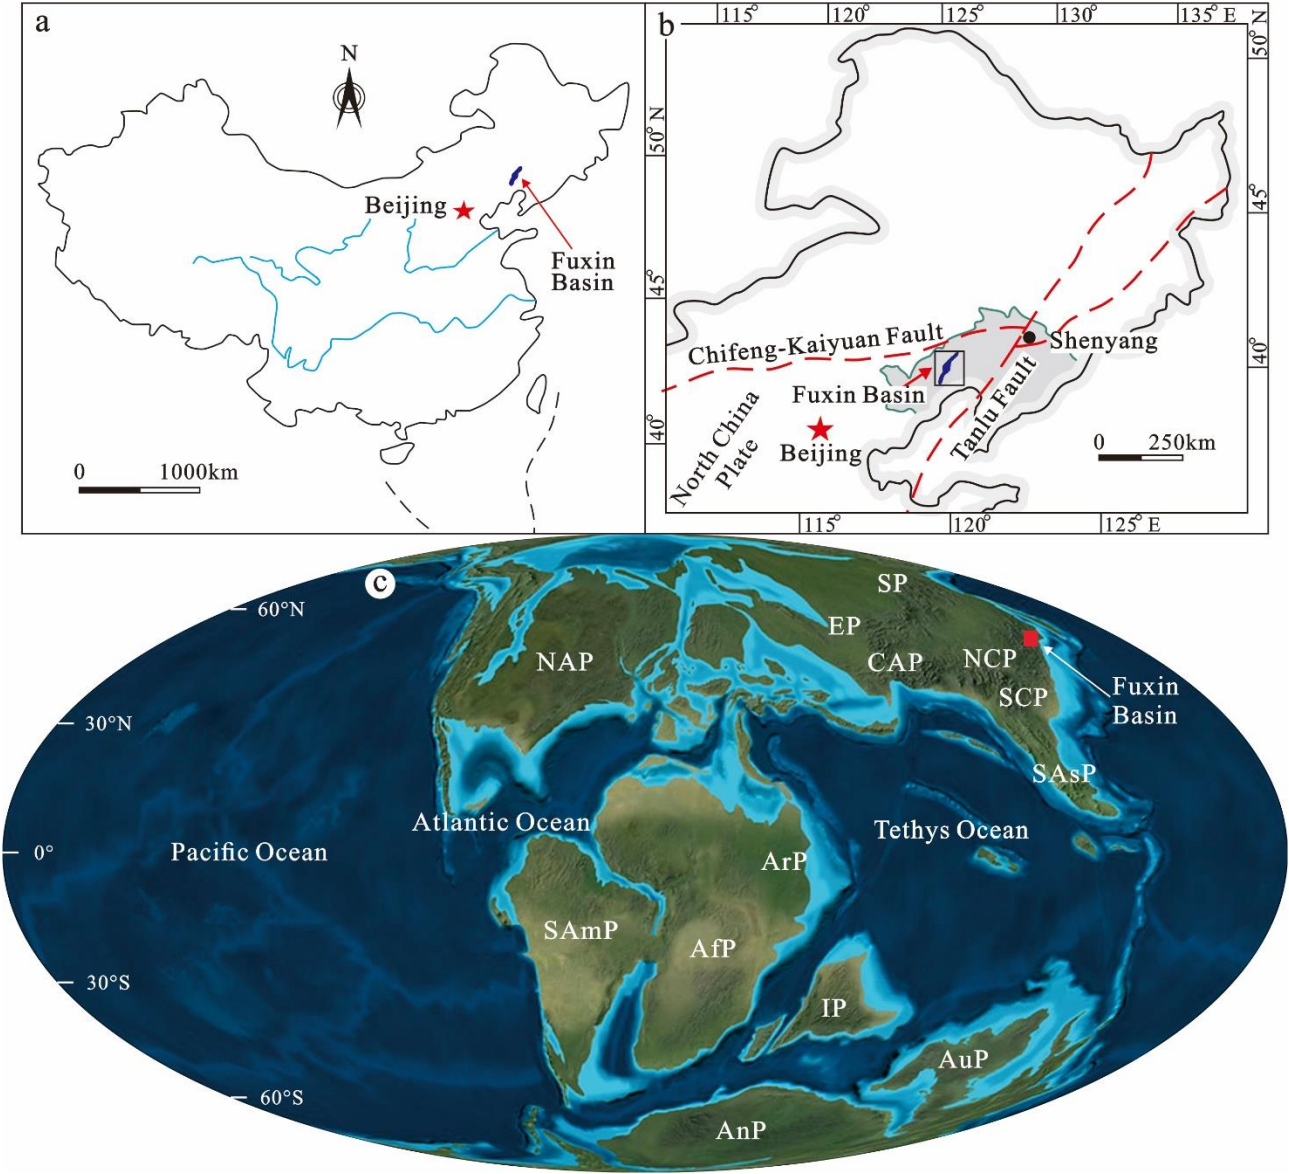 a
N
Beijing
Fuxin
Basin
0 1000km
b
115° 120° 125° 130° 135° E
50° N
45°
40°
50° N
45°
40°
Chifeng-Kaiyuan Fault
Shenyang
Fuxin Basin
Tanlu Fault
North China
Plate
Beijing
0 250km
115° 120° 125° E
c
60°N
30°N
0°
30°S
60°S
SP
EP
NAP
CAP
NCP
SCP
Fuxin
Basin
SAsP
Atlantic Ocean
Tethys Ocean
Pacific Ocean
ArP
SAmP
AfP
IP
AuP
AnP